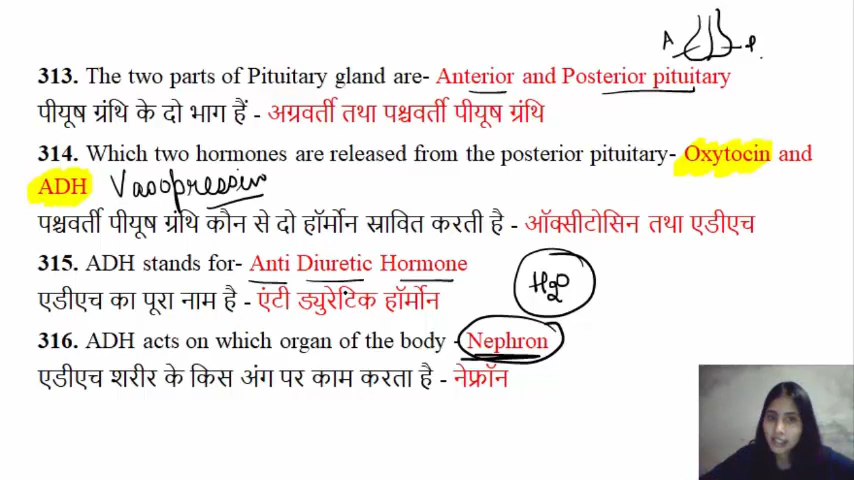 A P.
313. The two parts of Pituitary gland are- Anterior and Posterior pituitary
पीयूष ग्रंथि के दो भाग हैं - अग्रवर्ती तथा पश्चवर्ती पीयूष ग्रंथि
314. Which two hormones are released from the posterior pituitary- Oxytocin and
ADH Vasopressin
पश्चवर्ती पीयूष ग्रंथि कौन से दो हॉर्मोन स्रावित करती है - ऑक्सीटोसिन तथा एडीएच
315. ADH stands for- Anti Diuretic Hormone
H2O
एडीएच का पूरा नाम है - एंटी ड्युरेटिक हॉर्मोन
316. ADH acts on which organ of the body - Nephron
एडीएच शरीर के किस अंग पर काम करता है - नेफ्रॉन